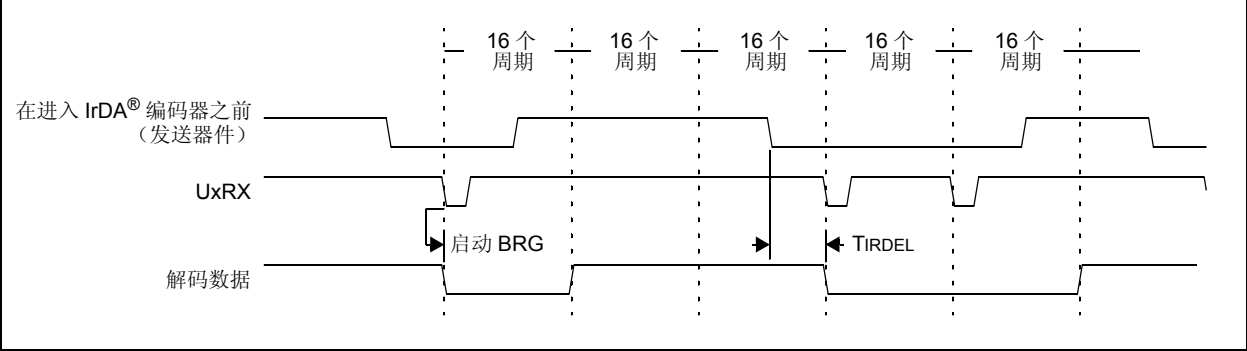 16 个
周期
16 个
周期
16 个
周期
16 个
周期
16 个
周期
在进入 IrDA® 编码器之前
（发送器件）
UxRX
启动 BRG
TIRDEL
解码数据